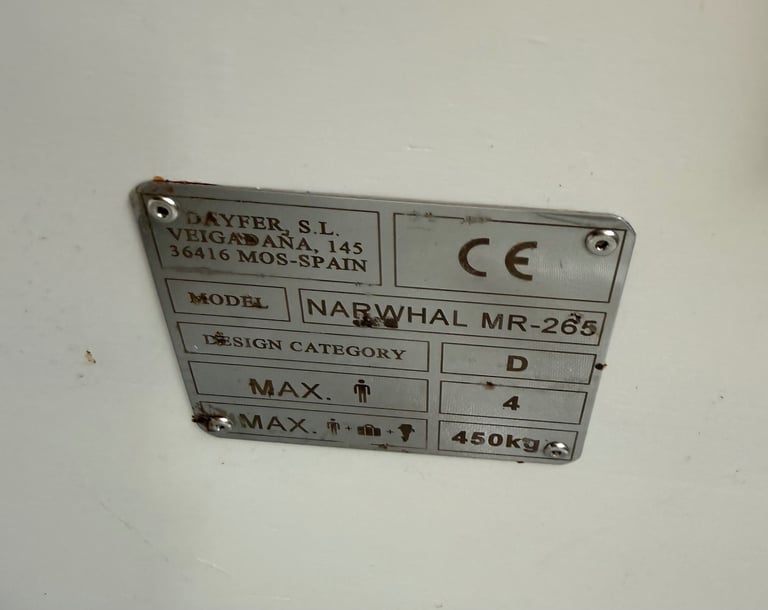 DAYFER, S.L.
VEIGADAÑA, 145
36416 MOS-SPAIN
CE
MODEL NARWHAL MR-265
DESIGN CATEGORY D
MAX. 4
MAX. + + 450kg